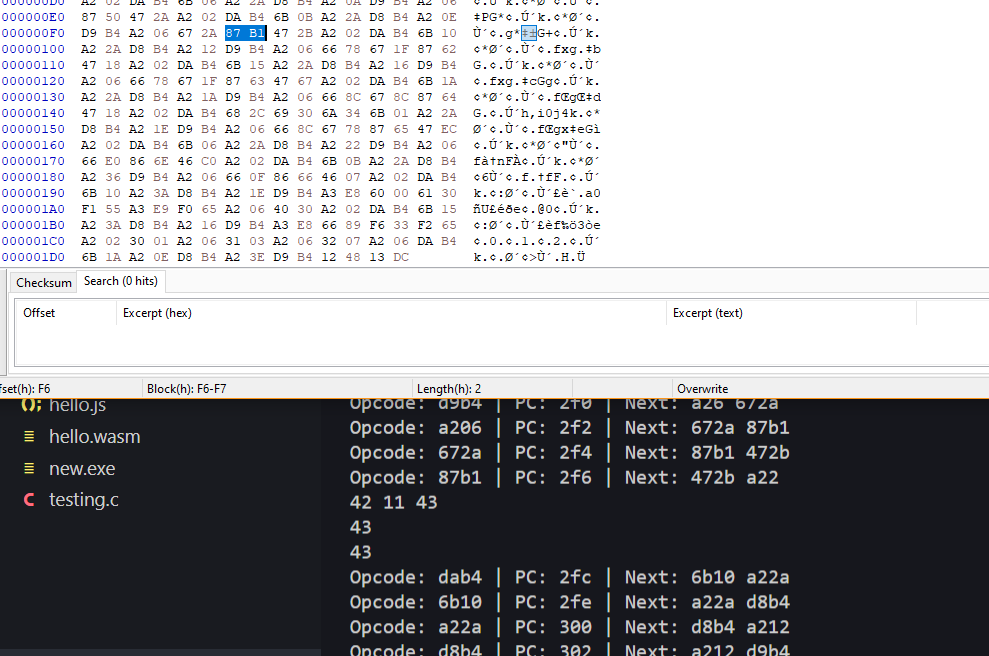 000000E0 87 50 47 2A A2 02 DA B4 6B 0B A2 2A D8 B4 A2 0E ‡PG*¢.Ú´k.¢*Ø´¢.
000000F0 D9 B4 A2 06 67 2A 87 B1 47 2B A2 02 DA B4 6B 10 Ù´¢.g*‡±G+¢.Ú´k.
00000100 A2 2A D8 B4 A2 12 D9 B4 A2 06 66 78 67 1F 87 62 ¢*Ø´¢.Ù´¢.fxg.‡b
00000110 47 18 A2 02 DA B4 6B 15 A2 2A D8 B4 A2 16 D9 B4 G.¢.Ú´k.¢*Ø´¢.Ù´
00000120 A2 06 66 78 67 1F 87 63 47 67 A2 02 DA B4 6B 1A ¢.fxg.‡cGg¢.Ú´k.
00000130 A2 2A D8 B4 A2 1A D9 B4 A2 06 66 8C 67 8C 87 64 ¢*Ø´¢.Ù´¢.fŒgŒ‡d
00000140 47 18 A2 02 DA B4 68 2C 69 30 6A 34 6B 01 A2 2A G.¢.Ú´h,i0j4k.¢*
00000150 D8 B4 A2 1E D9 B4 A2 06 66 8C 67 78 87 65 47 EC Ø´¢.Ù´¢.fŒgx‡eGì
00000160 A2 02 DA B4 6B 06 A2 2A D8 B4 A2 22 D9 B4 A2 06 ¢.Ú´k.¢*Ø´¢"Ù´¢.
00000170 66 E0 86 6E 46 C0 A2 02 DA B4 6B 0B A2 2A D8 B4 fà†nFÀ¢.Ú´k.¢*Ø´
00000180 A2 36 D9 B4 A2 06 66 0F 86 66 46 07 A2 02 DA B4 ¢6Ù´¢.f.†fF.¢.Ú´
00000190 6B 10 A2 3A D8 B4 A2 1E D9 B4 A3 E8 60 00 61 30 k.¢:Ø´¢.Ù´£è`.a0
000001A0 F1 55 A3 E9 F0 65 A2 06 40 30 A2 02 DA B4 6B 15 ñU£éðe¢.@0¢.Ú´k.
000001B0 A2 3A D8 B4 A2 16 D9 B4 A3 E8 66 89 F6 33 F2 65 ¢:Ø´¢.Ù´£èf‰ö3òe
000001C0 A2 02 30 01 A2 06 31 03 A2 06 32 07 A2 06 DA B4 ¢.0.¢.1.¢.2.¢.Ú´
000001D0 6B 1A A2 0E D8 B4 A2 3E D9 B4 12 48 13 DC k.¢.Ø´¢>Ù´.H.Ü
Checksum Search (0 hits)
Offset Excerpt (hex) Excerpt (text)
fset(h): F6 Block(h): F6-F7 Length(h): 2 Overwrite
hello.js
hello.wasm
new.exe
testing.c
Opcode: d9b4 | PC: 2f0 | Next: a26 672a
Opcode: a206 | PC: 2f2 | Next: 672a 87b1
Opcode: 672a | PC: 2f4 | Next: 87b1 472b
Opcode: 87b1 | PC: 2f6 | Next: 472b a22
42 11 43
43
43
Opcode: dab4 | PC: 2fc | Next: 6b10 a22a
Opcode: 6b10 | PC: 2fe | Next: a22a d8b4
Opcode: a22a | PC: 300 | Next: d8b4 a212
Opcode: d8b4 | PC: 302 | Next: a212 d9b4